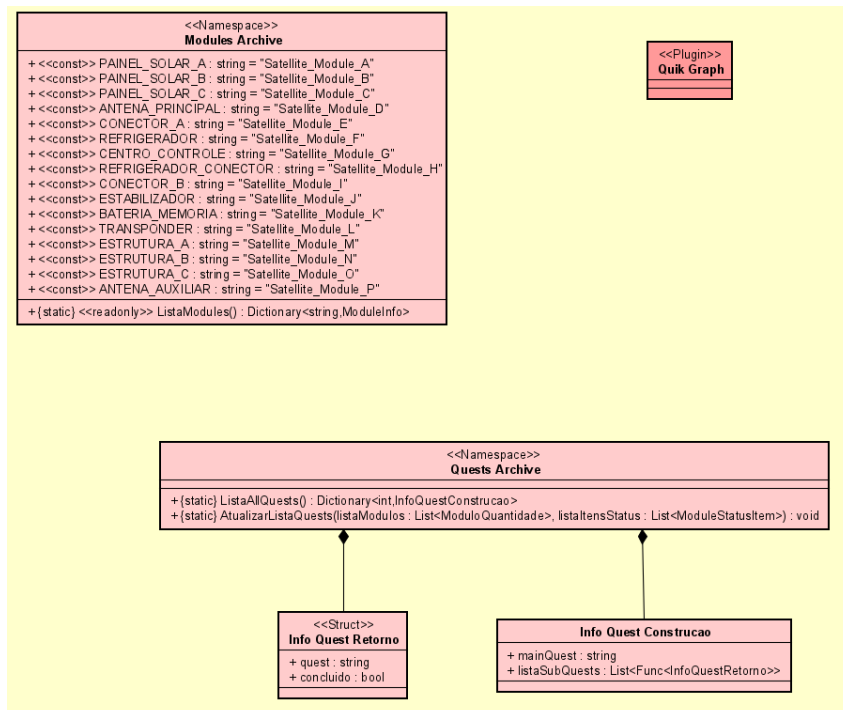 <<Namespace>>
Modules Archive
+ <<const>> PAINEL_SOLAR_A : string = "Satellite_Module_A"
+ <<const>> PAINEL_SOLAR_B : string = "Satellite_Module_B"
+ <<const>> PAINEL_SOLAR_C : string = "Satellite_Module_C"
+ <<const>> ANTENA_PRINCIPAL : string = "Satellite_Module_D"
+ <<const>> CONECTOR_A : string = "Satellite_Module_E"
+ <<const>> REFRIGERADOR : string = "Satellite_Module_F"
+ <<const>> CENTRO_CONTROLE : string = "Satellite_Module_G"
+ <<const>> REFRIGERADOR_CONECTOR : string = "Satellite_Module_H"
+ <<const>> CONECTOR_B : string = "Satellite_Module_I"
+ <<const>> ESTABILIZADOR : string = "Satellite_Module_J"
+ <<const>> BATERIA_MEMORIA : string = "Satellite_Module_K"
+ <<const>> TRANSPONDER : string = "Satellite_Module_L"
+ <<const>> ESTRUTURA_A : string = "Satellite_Module_M"
+ <<const>> ESTRUTURA_B : string = "Satellite_Module_N"
+ <<const>> ESTRUTURA_C : string = "Satellite_Module_O"
+ <<const>> ANTENA_AUXILIAR : string = "Satellite_Module_P"
+ {static} <<readonly>> ListaModules() : Dictionary<string,ModuleInfo>
<<Plugin>>
Quik Graph
<<Namespace>>
Quests Archive
+ {static} ListaAllQuests() : Dictionary<int,InfoQuestConstrucao>
+ {static} AtualizarListaQuests(listaModulos : List<ModuloQuantidade>, listaItensStatus : List<ModuleStatusItem>) : void
<<Struct>>
Info Quest Retorno
+ quest : string
+ concluido : bool
Info Quest Construcao
+ mainQuest : string
+ listaSubQuests : List<Func<InfoQuestRetorno>>